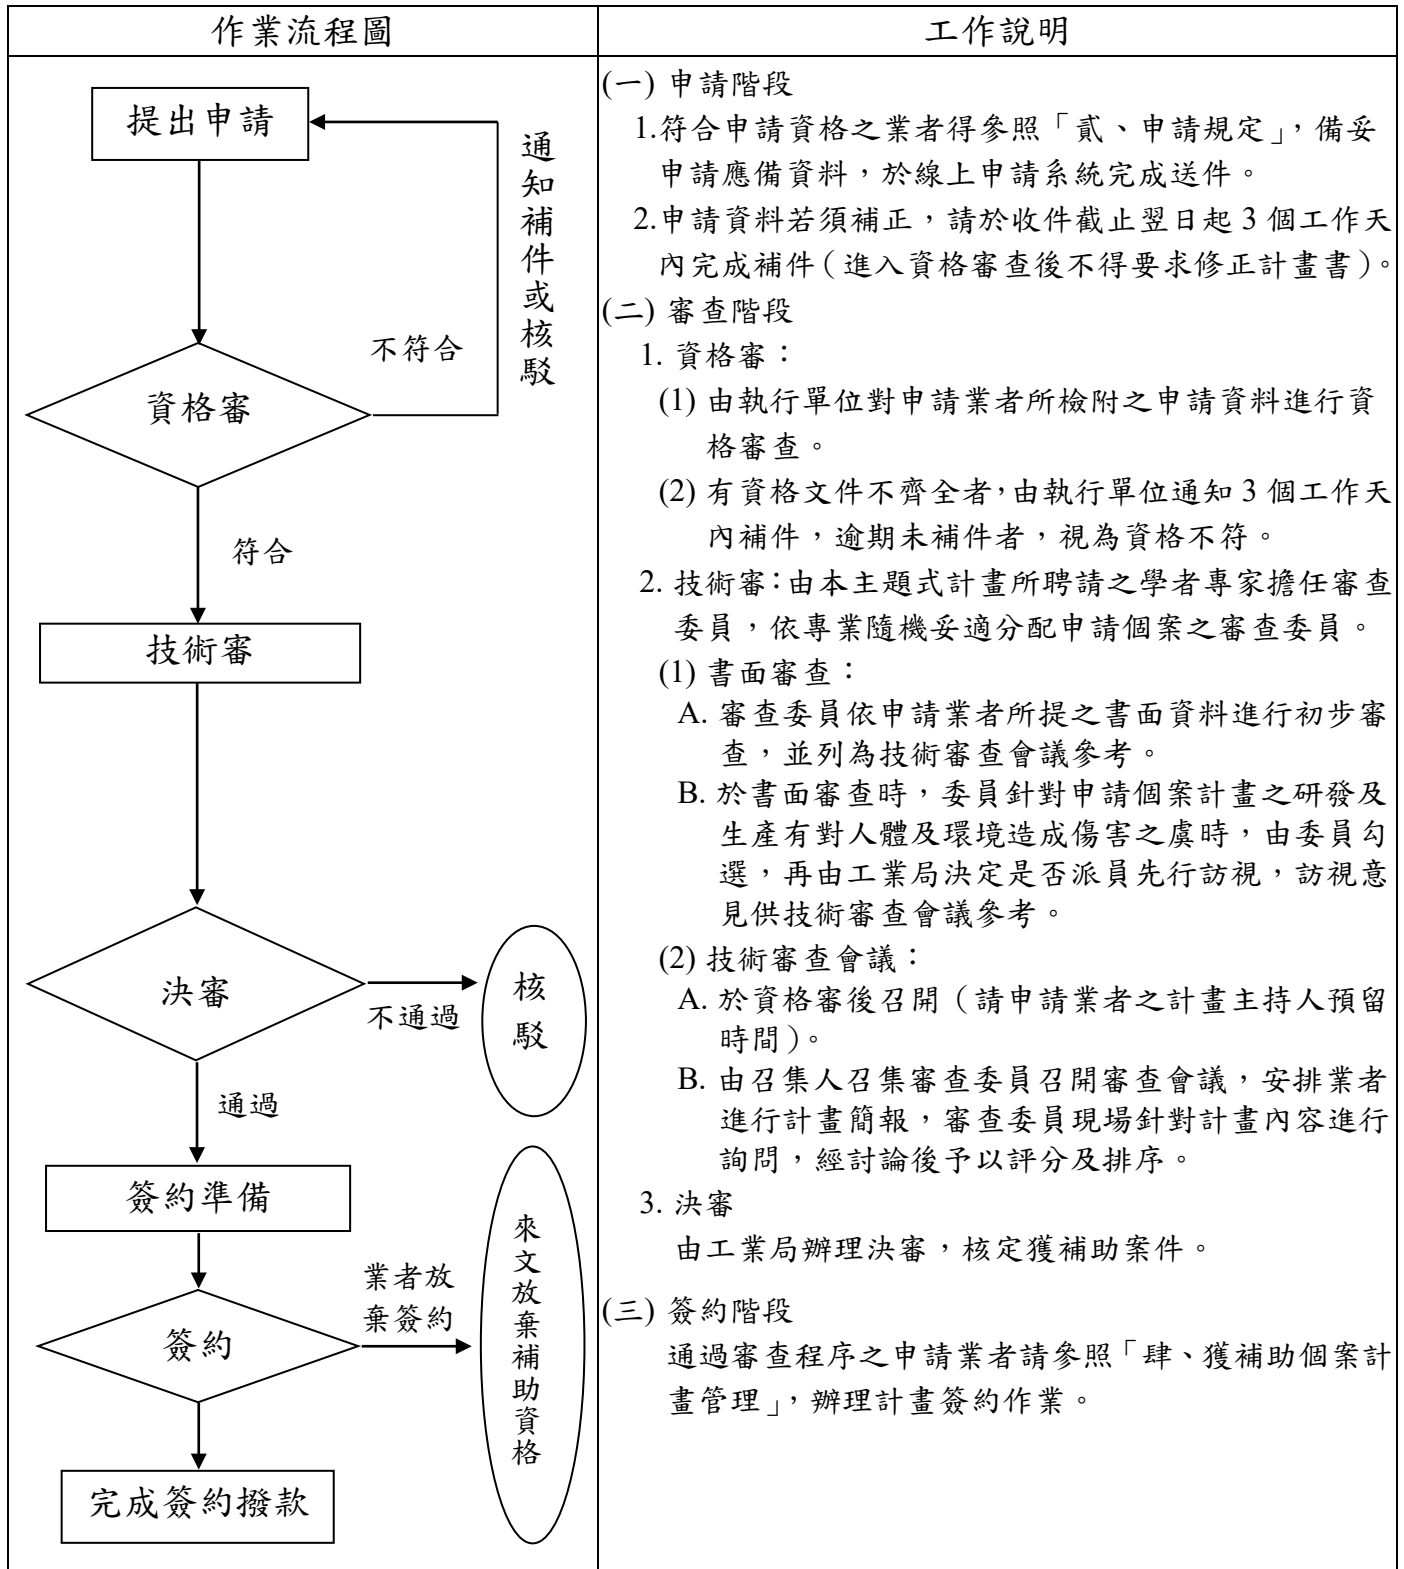 作業流程圖
提出申請
通知補件或核駁
不符合
資格審
符合
技術審
決審
不通過
核駁
通過
簽約準備
業者放
棄簽約
簽約
來文放棄補助資格
完成簽約撥款
工作說明
(一) 申請階段
1.符合申請資格之業者得參照「貳、申請規定」，備妥
申請應備資料，於線上申請系統完成送件。
2.申請資料若須補正，請於收件截止翌日起 3 個工作天
內完成補件（進入資格審查後不得要求修正計畫書）。
(二) 審查階段
1. 資格審：
(1) 由執行單位對申請業者所檢附之申請資料進行資
格審查。
(2) 有資格文件不齊全者，由執行單位通知 3 個工作天
內補件，逾期未補件者，視為資格不符。
2. 技術審：由本主題式計畫所聘請之學者專家擔任審查
委員，依專業隨機妥適分配申請個案之審查委員。
(1) 書面審查：
A. 審查委員依申請業者所提之書面資料進行初步審
查，並列為技術審查會議參考。
B. 於書面審查時，委員針對申請個案計畫之研發及
生產有對人體及環境造成傷害之虞時，由委員勾
選，再由工業局決定是否派員先行訪視，訪視意
見供技術審查會議參考。
(2) 技術審查會議：
A. 於資格審後召開（請申請業者之計畫主持人預留
時間）。
B. 由召集人召集審查委員召開審查會議，安排業者
進行計畫簡報，審查委員現場針對計畫內容進行
詢問，經討論後予以評分及排序。
3. 決審
由工業局辦理決審，核定獲補助案件。
(三) 簽約階段
通過審查程序之申請業者請參照「肆、獲補助個案計
畫管理」，辦理計畫簽約作業。